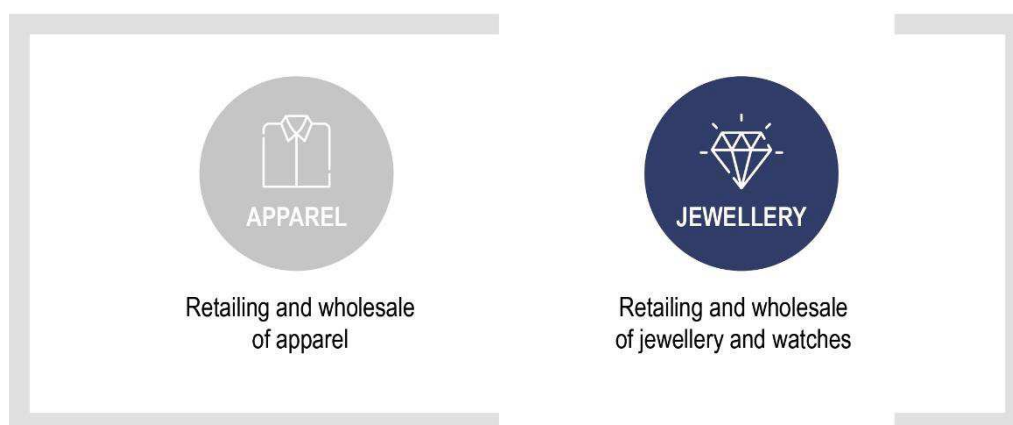 APPAREL
Retailing and wholesale
of apparel
JEWELLERY
Retailing and wholesale
of jewellery and watches